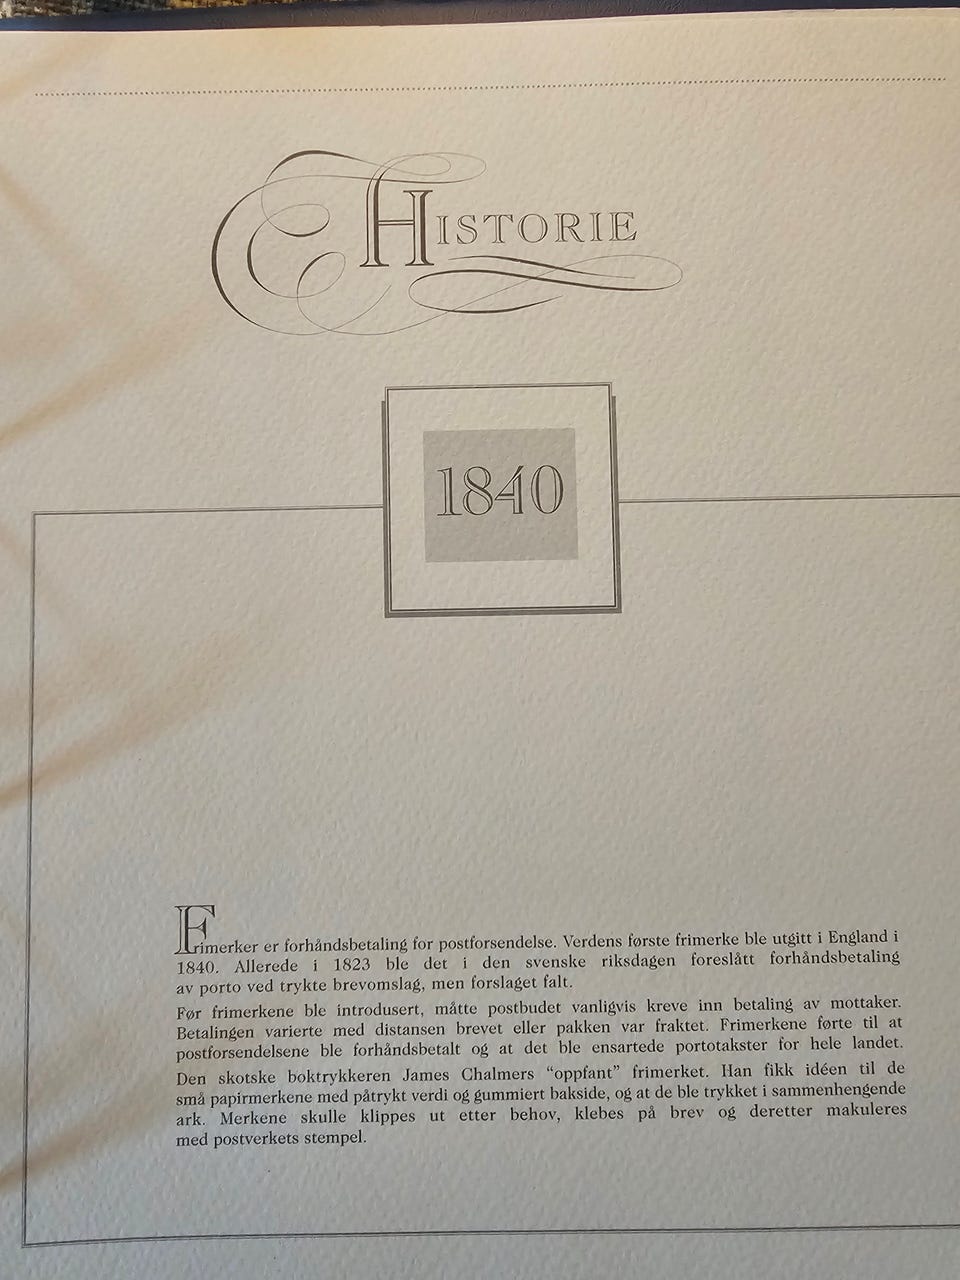 HISTORIE
1840
Frimerker er forhåndsbetaling for postforsendelse. Verdens første frimerke ble utgitt i England i
1840. Allerede i 1823 ble det i den svenske riksdagen foreslått forhåndsbetaling
av porto ved trykte brevomslag, men forslaget falt.
Før frimerkene ble introdusert, måtte postbudet vanligvis kreve inn betaling av mottaker.
Betalingen varierte med distansen brevet eller pakken var fraktet. Frimerkene førte til at
postforsendelsene ble forhåndsbetalt og at det ble ensartede portotakster for hele landet.
Den skotske boktrykkeren James Chalmers “oppfant” frimerket. Han fikk idéen til de
små papirmerkene med påtrykt verdi og gummiert bakside, og at de ble trykket i sammenhengende
ark. Merkene skulle klippes ut etter behov, klebes på brev og deretter makuleres
med postverkets stempel.